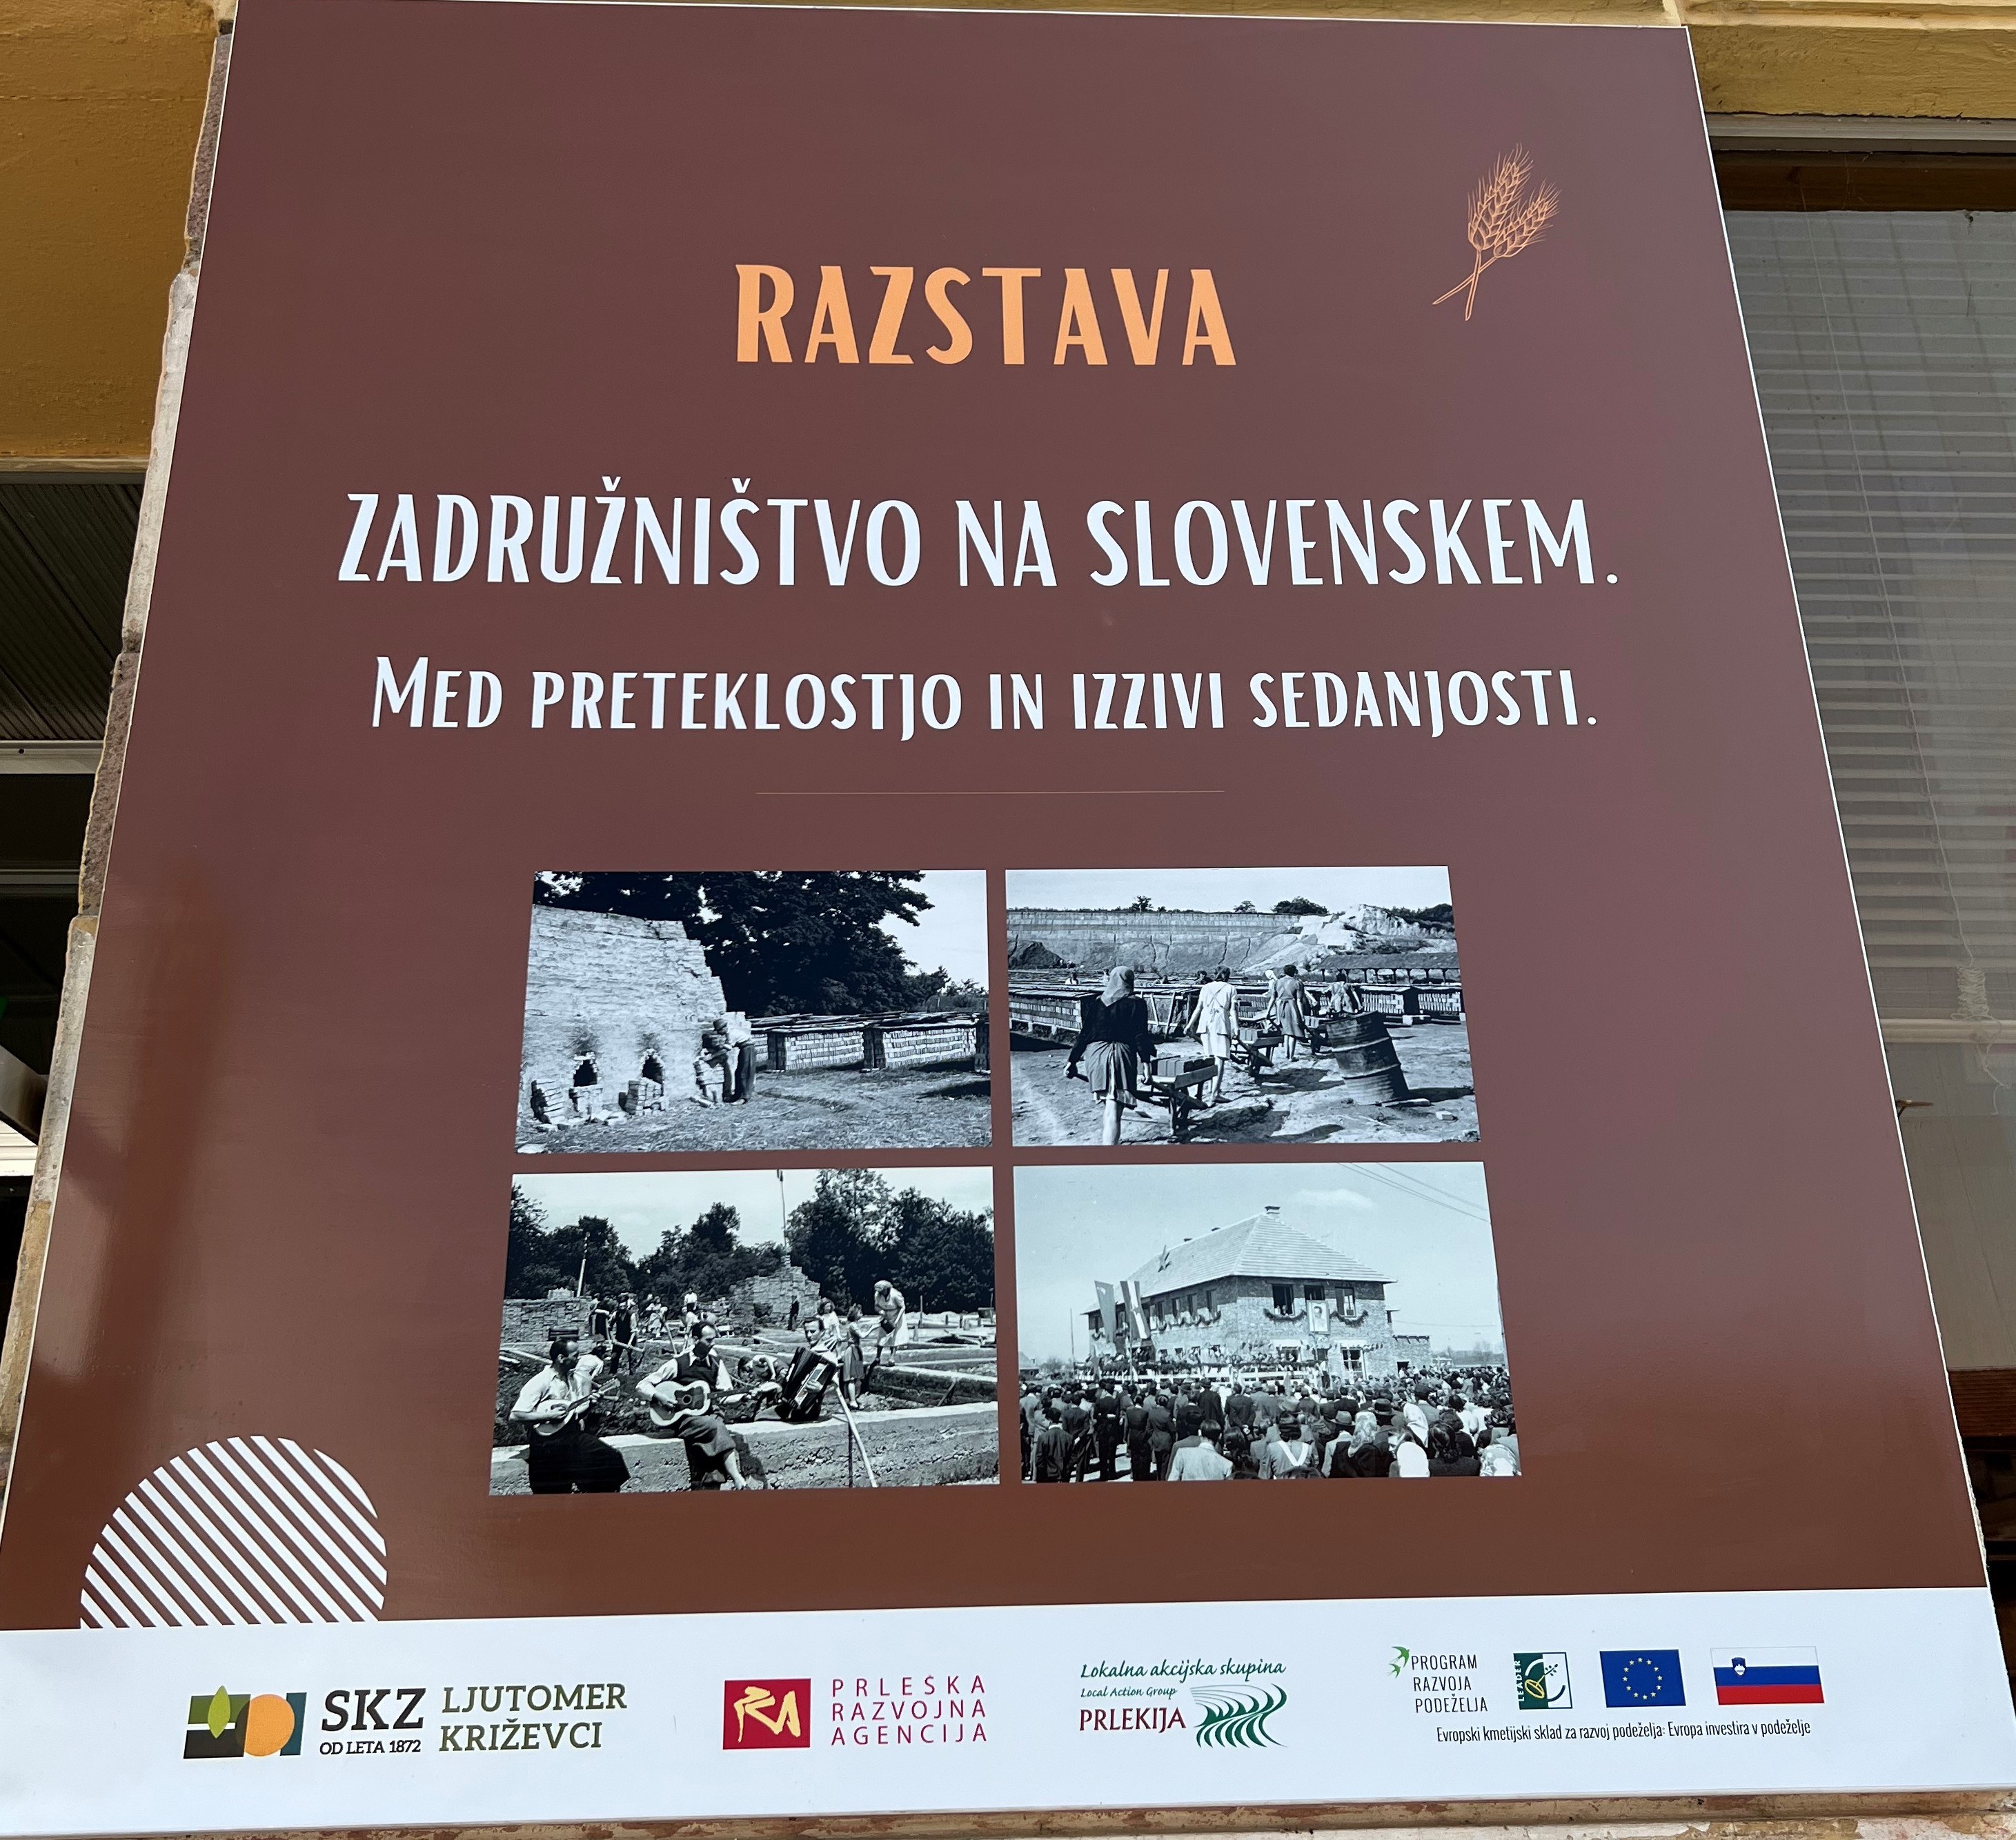 RAZSTAVA
ZADRUŽNIŠTVO NA SLOVENSKEM.
MED PRETEKLOSTJO IN IZZIVI SEDANJOSTI.
SKZ
OD LETA 1872
LJUTOMER
KRIŽEVCI
PRLEŠKA
RAZVOJNA
AGENCIJA
Lokalna akcijska skupina
Local Action Group
PRLEKIJA
PROGRAM
RAZVOJA
PODEŽELJA
LEADER
Evropski kmetijski sklad za razvoj podeželja: Evropa investira v podeželje